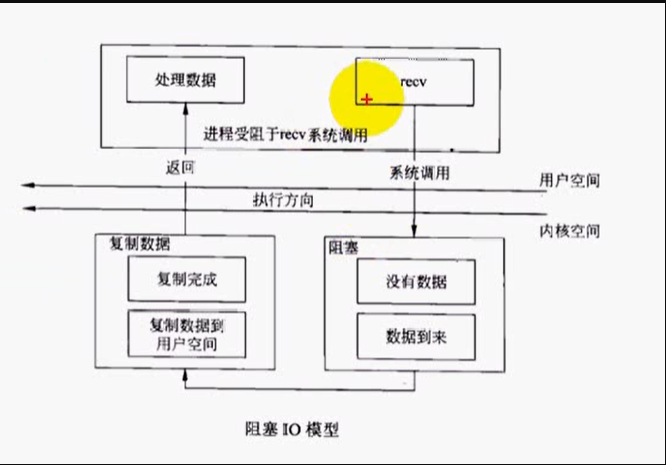 处理数据
recv
进程受阻于recv系统调用
返回
系统调用
用户空间
执行方向
内核空间
复制数据
阻塞
复制完成
没有数据
复制数据到
用户空间
数据到来
阻塞 IO 模型